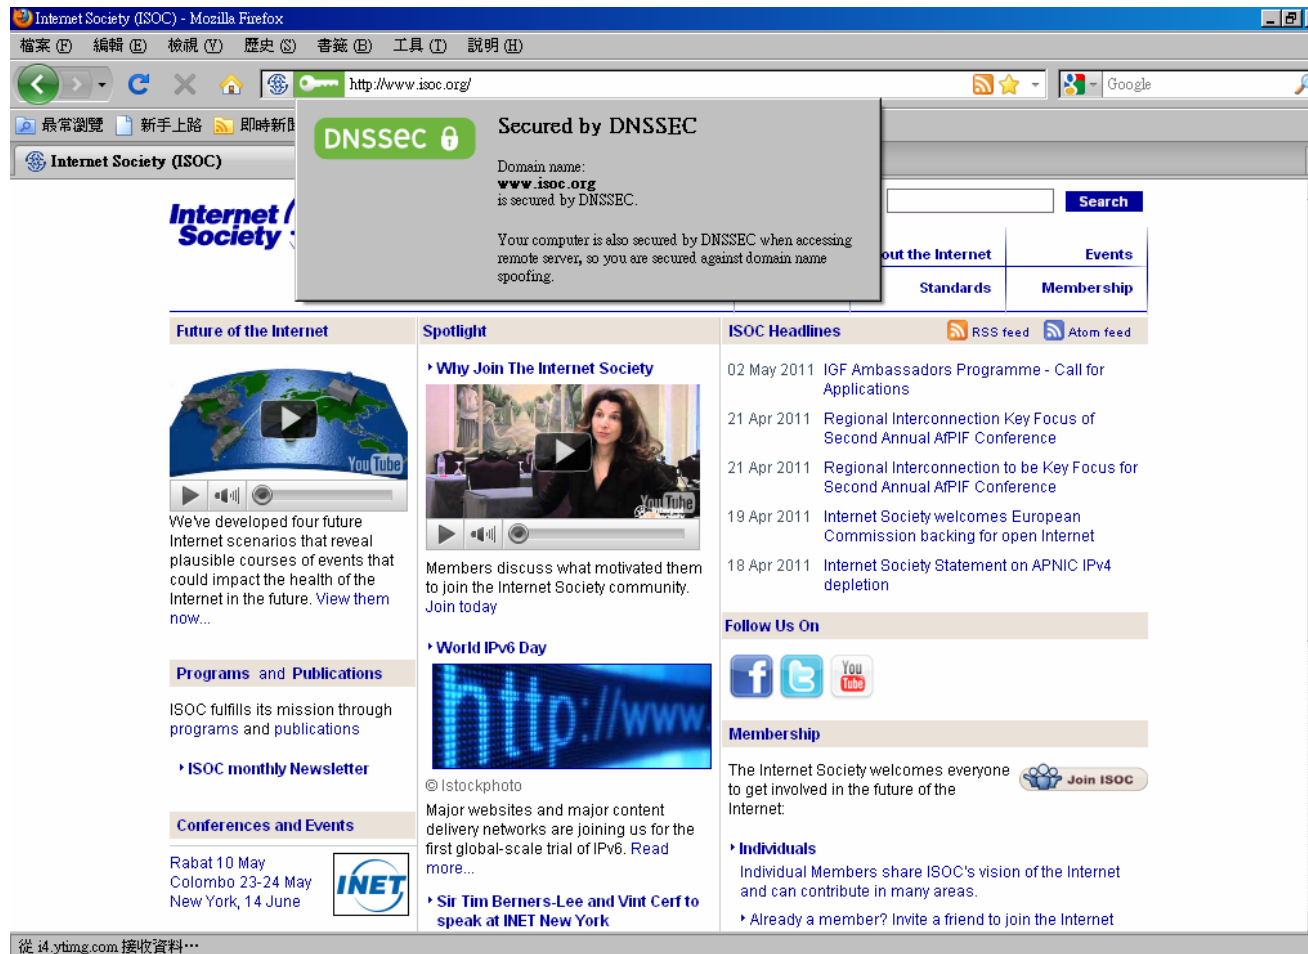 Internet Society (ISOC) - Mozilla Firefox
檔案 (F) 編輯 (E) 檢視 (V) 歷史 (S) 書籤 (B) 工具 (T) 說明 (H)
http://www.isoc.org/
Google
最常瀏覽 新手上路 即時新聞
Internet Society (ISOC)
DNSSEC
Secured by DNSSEC
Domain name:
www.isoc.org
is secured by DNSSEC.
Your computer is also secured by DNSSEC when accessing
remote server, so you are secured against domain name
spoofing.
Internet
Society
Search
out the Internet
Events
Standards
Membership
Future of the Internet
YouTube
We've developed four future
Internet scenarios that reveal
plausible courses of events that
could impact the health of the
Internet in the future. View them
now...
Programs and Publications
ISOC fulfills its mission through
programs and publications
ISOC monthly Newsletter
Conferences and Events
Rabat 10 May
Colombo 23-24 May
New York, 14 June
INET
Spotlight
Why Join The Internet Society
YouTube
Members discuss what motivated them
to join the Internet Society community.
Join today
World IPv6 Day
http://www.
© Istockphoto
Major websites and major content
delivery networks are joining us for the
first global-scale trial of IPv6. Read
more...
Sir Tim Berners-Lee and Vint Cerf to
speak at INET New York
ISOC Headlines
RSS feed
Atom feed
02 May 2011 IGF Ambassadors Programme - Call for
Applications
21 Apr 2011 Regional Interconnection Key Focus of
Second Annual AfPIF Conference
21 Apr 2011 Regional Interconnection to be Key Focus for
Second Annual AfPIF Conference
19 Apr 2011 Internet Society welcomes European
Commission backing for open Internet
18 Apr 2011 Internet Society Statement on APNIC IPv4
depletion
Follow Us On
f
t
You
Tube
Membership
The Internet Society welcomes everyone
to get involved in the future of the
Internet:
Join ISOC
Individuals
Individual Members share ISOC's vision of the Internet
and can contribute in many areas.
Already a member? Invite a friend to join the Internet
從 i4.ytimg.com 接收資料…